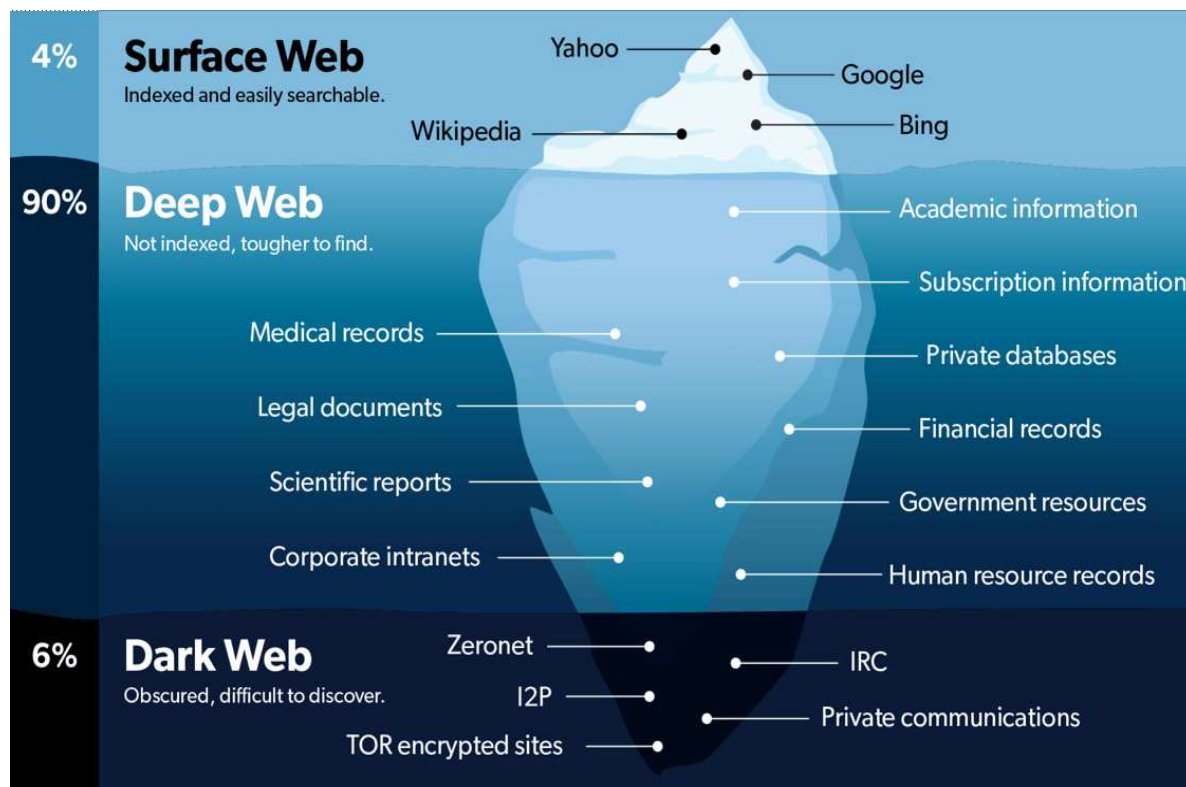 4%
Surface Web
Indexed and easily searchable.
Yahoo
Google
Wikipedia
Bing
90%
Deep Web
Not indexed, tougher to find.
Academic information
Subscription information
Medical records
Private databases
Legal documents
Financial records
Scientific reports
Government resources
Corporate intranets
Human resource records
6%
Dark Web
Obscured, difficult to discover.
Zeronet
IRC
I2P
Private communications
TOR encrypted sites